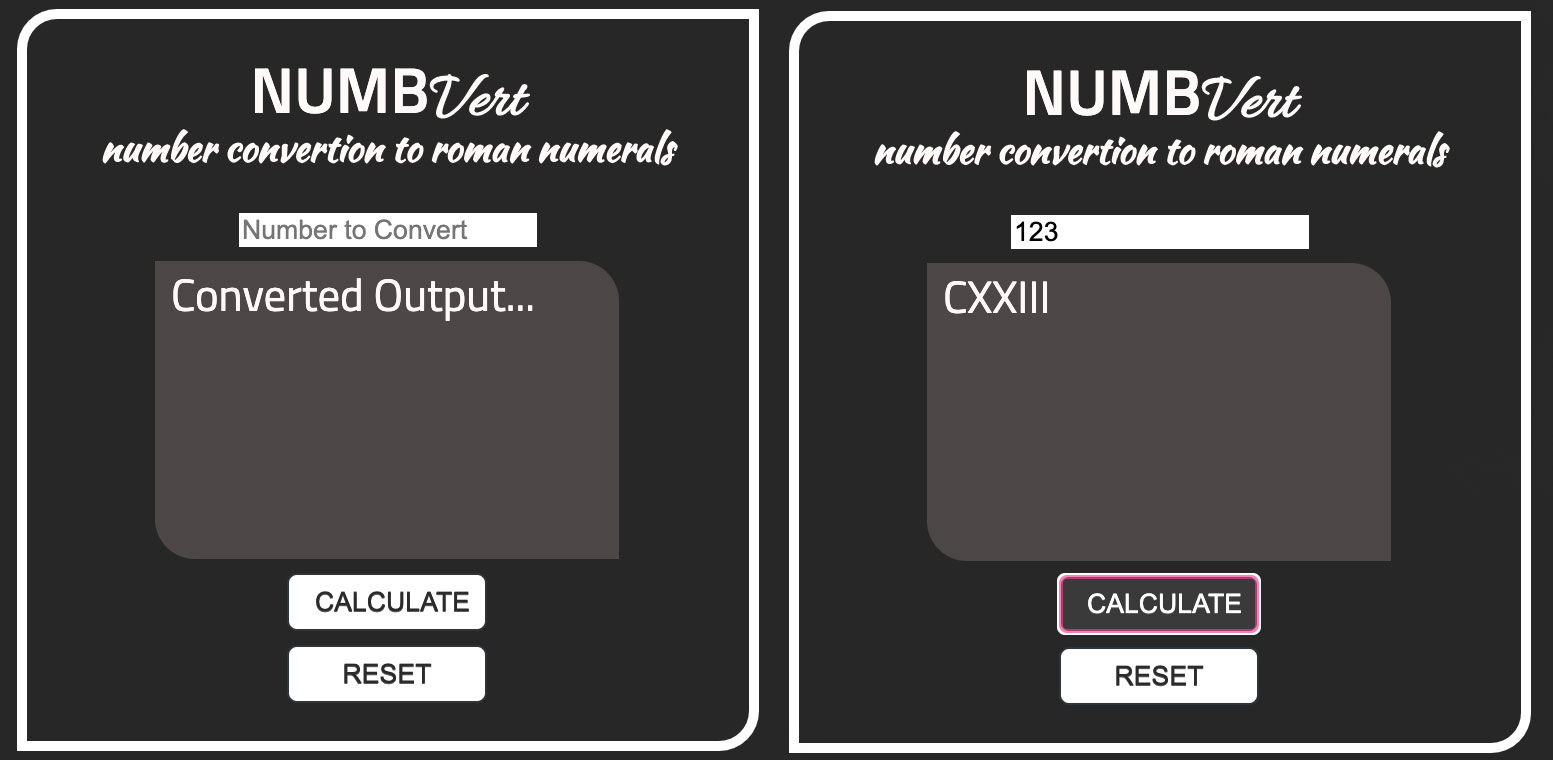 NUMBVert
number convertion to roman numerals
Number to Convert
Converted Output...
CALCULATE
RESET
NUMBVert
number convertion to roman numerals
123
CXXIII
CALCULATE
RESET